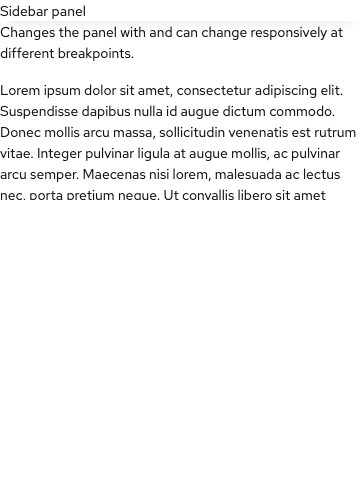 Sidebar panel
Changes the panel with and can change responsively at
different breakpoints.
Lorem ipsum dolor sit amet, consectetur adipiscing elit.
Suspendisse dapibus nulla id augue dictum commodo.
Donec mollis arcu massa, sollicitudin venenatis est rutrum
vitae. Integer pulvinar ligula at augue mollis, ac pulvinar
arcu semper. Maecenas nisi lorem, malesuada ac lectus
nec, porta pretium neque. Ut convallis libero sit amet